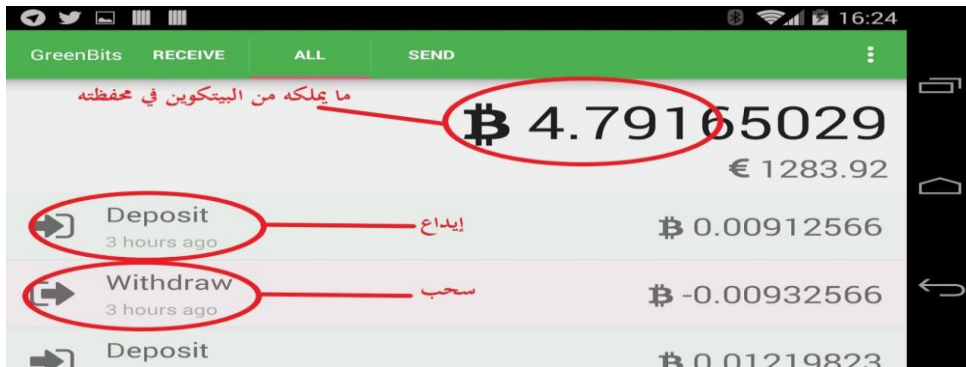 16:24
GreenBits RECEIVE ALL SEND
ما يملكه من البيتكوين في محفظته
฿ 4.79165029
€ 1283.92
Deposit
3 hours ago
إيداع
฿ 0.00912566
Withdraw
3 hours ago
سحب
฿ -0.00932566
Deposit
฿ 0.01219823